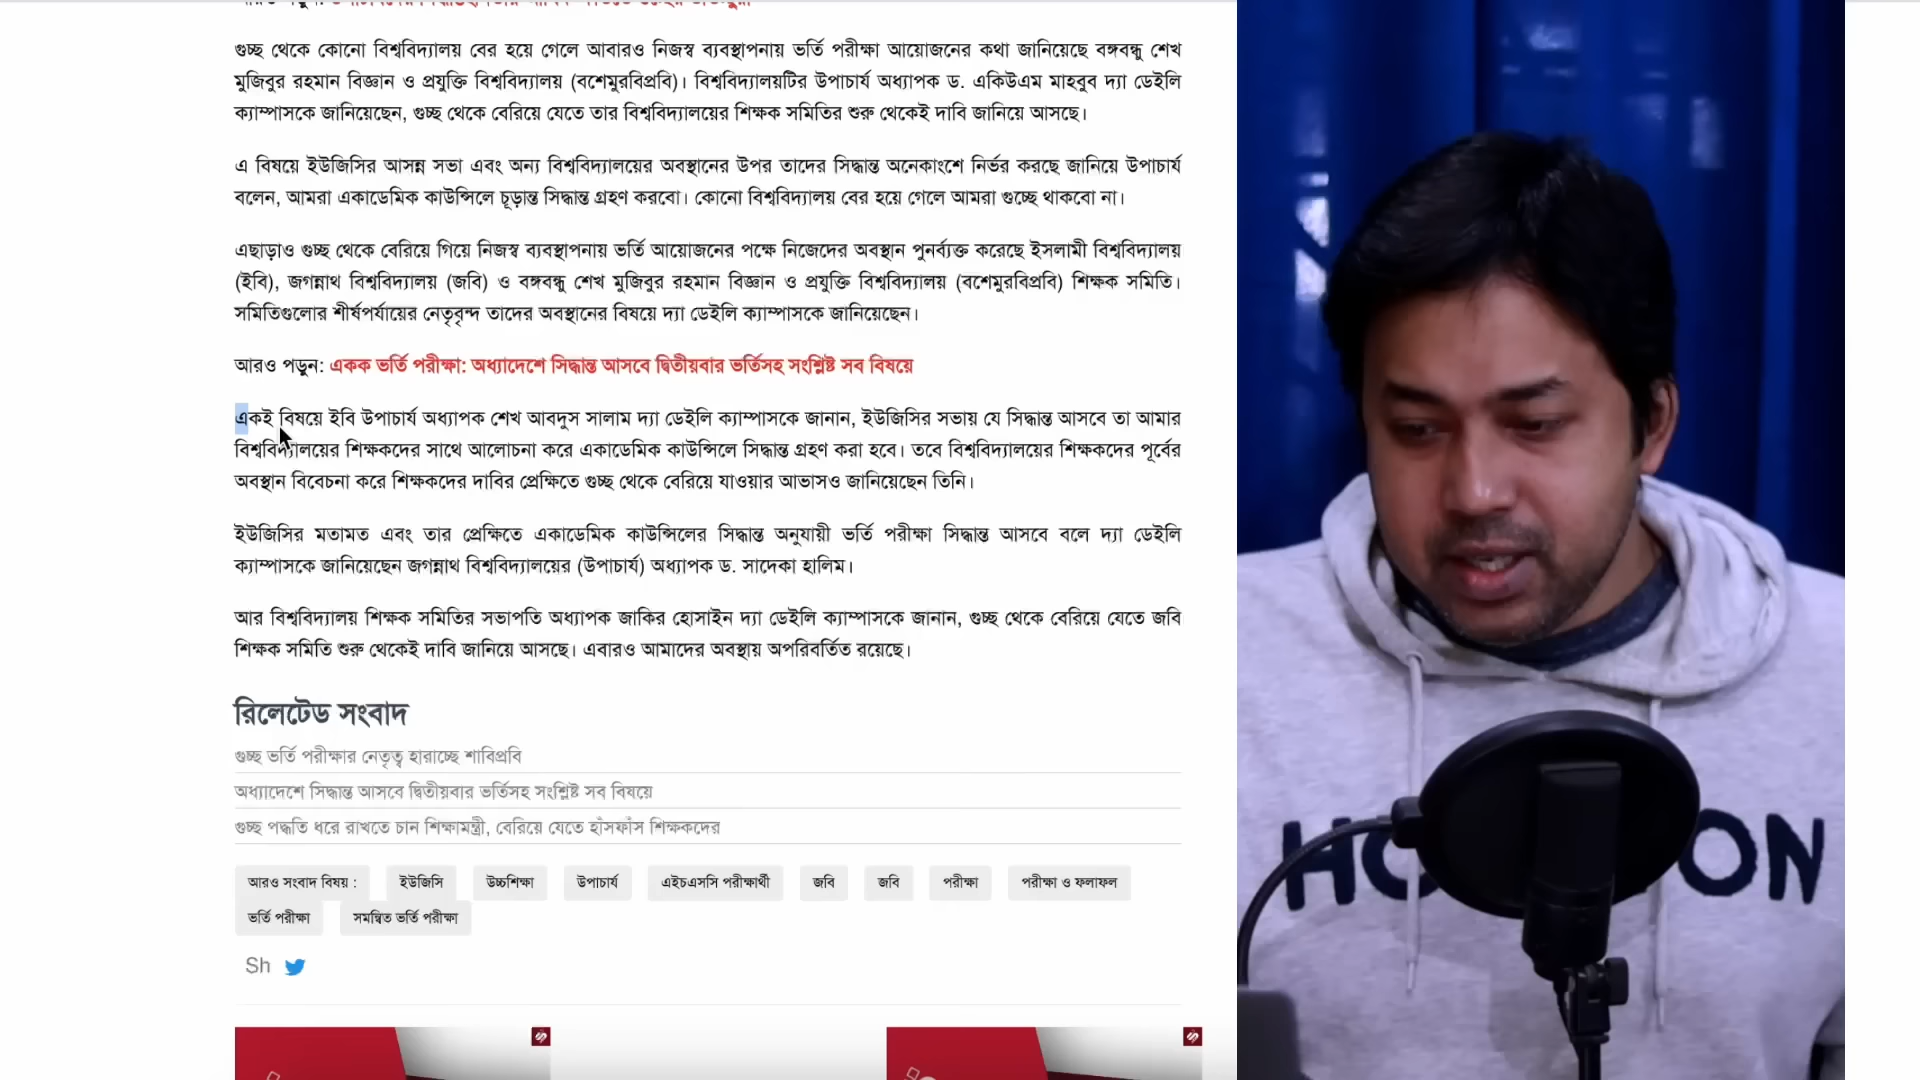 গুচ্ছ থেকে কোনো বিশ্ববিদ্যালয় বের হয়ে গেলে আবারও নিজস্ব ব্যবস্থাপনায় ভর্তি পরীক্ষা আয়োজনের কথা জানিয়েছে বঙ্গবন্ধু শেখ
মুজিবুর রহমান বিজ্ঞান ও প্রযুক্তি বিশ্ববিদ্যালয় (বশেমুরবিপ্রবি)। বিশ্ববিদ্যালয়টির উপাচার্য অধ্যাপক ড. একিউএম মাহবুব দ্যা ডেইলি
ক্যাম্পাসকে জানিয়েছেন, গুচ্ছ থেকে বেরিয়ে যেতে তার বিশ্ববিদ্যালয়ের শিক্ষক সমিতির শুরু থেকেই দাবি জানিয়ে আসছে।
এ বিষয়ে ইউজিসির আসন্ন সভা এবং অন্য বিশ্ববিদ্যালয়ের অবস্থানের উপর তাদের সিদ্ধান্ত অনেকাংশে নির্ভর করছে জানিয়ে উপাচার্য
বলেন, আমরা একাডেমিক কাউন্সিলে চূড়ান্ত সিদ্ধান্ত গ্রহণ করবো। কোনো বিশ্ববিদ্যালয় বের হয়ে গেলে আমরা গুচ্ছে থাকবো না।
এছাড়াও গুচ্ছ থেকে বেরিয়ে গিয়ে নিজস্ব ব্যবস্থাপনায় ভর্তি আয়োজনের পক্ষে নিজেদের অবস্থান পুনর্ব্যক্ত করেছে ইসলামী বিশ্ববিদ্যালয়
(ইবি), জগন্নাথ বিশ্ববিদ্যালয় (জবি) ও বঙ্গবন্ধু শেখ মুজিবুর রহমান বিজ্ঞান ও প্রযুক্তি বিশ্ববিদ্যালয় (বশেমুরবিপ্রবি) শিক্ষক সমিতি।
সমিতিগুলোর শীর্ষপর্যায়ের নেতৃবৃন্দ তাদের অবস্থানের বিষয়ে দ্যা ডেইলি ক্যাম্পাসকে জানিয়েছেন।
আরও পড়ুন: একক ভর্তি পরীক্ষা: অধ্যাদেশে সিদ্ধান্ত আসবে দ্বিতীয়বার ভর্তিসহ সংশ্লিষ্ট সব বিষয়ে
একই বিষয়ে ইবি উপাচার্য অধ্যাপক শেখ আবদুস সালাম দ্যা ডেইলি ক্যাম্পাসকে জানান, ইউজিসির সভায় যে সিদ্ধান্ত আসবে তা আমার
বিশ্ববিদ্যালয়ের শিক্ষকদের সাথে আলোচনা করে একাডেমিক কাউন্সিলে সিদ্ধান্ত গ্রহণ করা হবে। তবে বিশ্ববিদ্যালয়ের শিক্ষকদের পূর্বের
অবস্থান বিবেচনা করে শিক্ষকদের দাবির প্রেক্ষিতে গুচ্ছ থেকে বেরিয়ে যাওয়ার আভাসও জানিয়েছেন তিনি।
ইউজিসির মতামত এবং তার প্রেক্ষিতে একাডেমিক কাউন্সিলের সিদ্ধান্ত অনুযায়ী ভর্তি পরীক্ষা সিদ্ধান্ত আসবে বলে দ্যা ডেইলি
ক্যাম্পাসকে জানিয়েছেন জগন্নাথ বিশ্ববিদ্যালয়ের (উপাচার্য) অধ্যাপক ড. সাদেকা হালিম।
আর বিশ্ববিদ্যালয় শিক্ষক সমিতির সভাপতি অধ্যাপক জাকির হোসাইন দ্যা ডেইলি ক্যাম্পাসকে জানান, গুচ্ছ থেকে বেরিয়ে যেতে জবি
শিক্ষক সমিতি শুরু থেকেই দাবি জানিয়ে আসছে। এবারও আমাদের অবস্থায় অপরিবর্তিত রয়েছে।
রিলেটেড সংবাদ
গুচ্ছ ভর্তি পরীক্ষার নেতৃত্ব হারাচ্ছে শাবিপ্রবি
অধ্যাদেশে সিদ্ধান্ত আসবে দ্বিতীয়বার ভর্তিসহ সংশ্লিষ্ট সব বিষয়ে
গুচ্ছ পদ্ধতি ধরে রাখতে চান শিক্ষামন্ত্রী, বেরিয়ে যেতে হাঁসফাঁস শিক্ষকদের
আরও সংবাদ বিষয় : ইউজিসি উচ্চশিক্ষা উপাচার্য এইচএসসি পরীক্ষার্থী জবি জবি পরীক্ষা পরীক্ষা ও ফলাফল
ভর্তি পরীক্ষা সমন্বিত ভর্তি পরীক্ষা
Sh